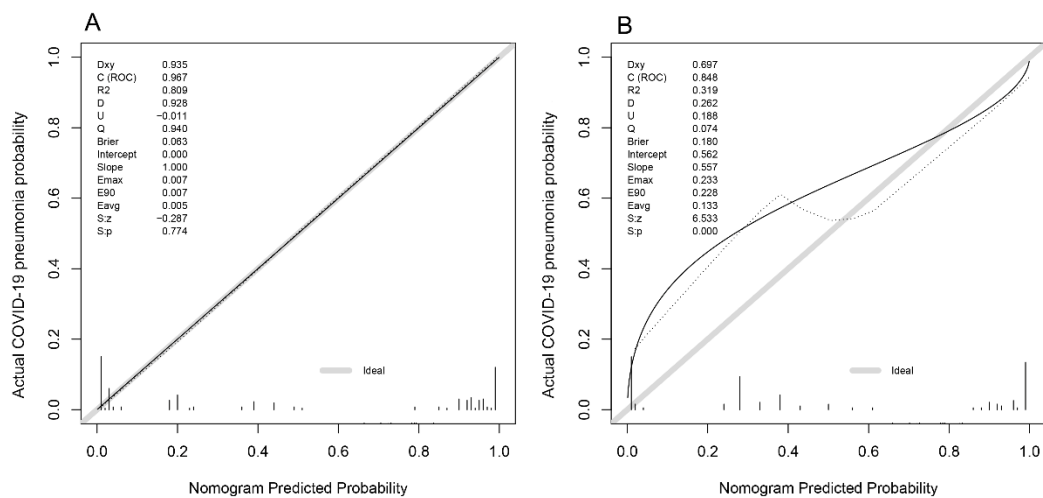 A
Actual COVID-19 pneumonia probability
1.0
0.8
0.6
0.4
0.2
0.0
Dxy 0.935
C (ROC) 0.967
R2 0.809
D 0.928
U −0.011
Q 0.940
Brier 0.063
Intercept 0.000
Slope 1.000
Emax 0.007
E90 0.007
Eavg 0.005
S:z −0.287
S:p 0.774
Ideal
0.0 0.2 0.4 0.6 0.8 1.0
Nomogram Predicted Probability
B
Actual COVID-19 pneumonia probability
1.0
0.8
0.6
0.4
0.2
0.0
Dxy 0.697
C (ROC) 0.848
R2 0.319
D 0.262
U 0.188
Q 0.074
Brier 0.180
Intercept 0.562
Slope 0.557
Emax 0.233
E90 0.228
Eavg 0.133
S:z 6.533
S:p 0.000
Ideal
0.0 0.2 0.4 0.6 0.8 1.0
Nomogram Predicted Probability